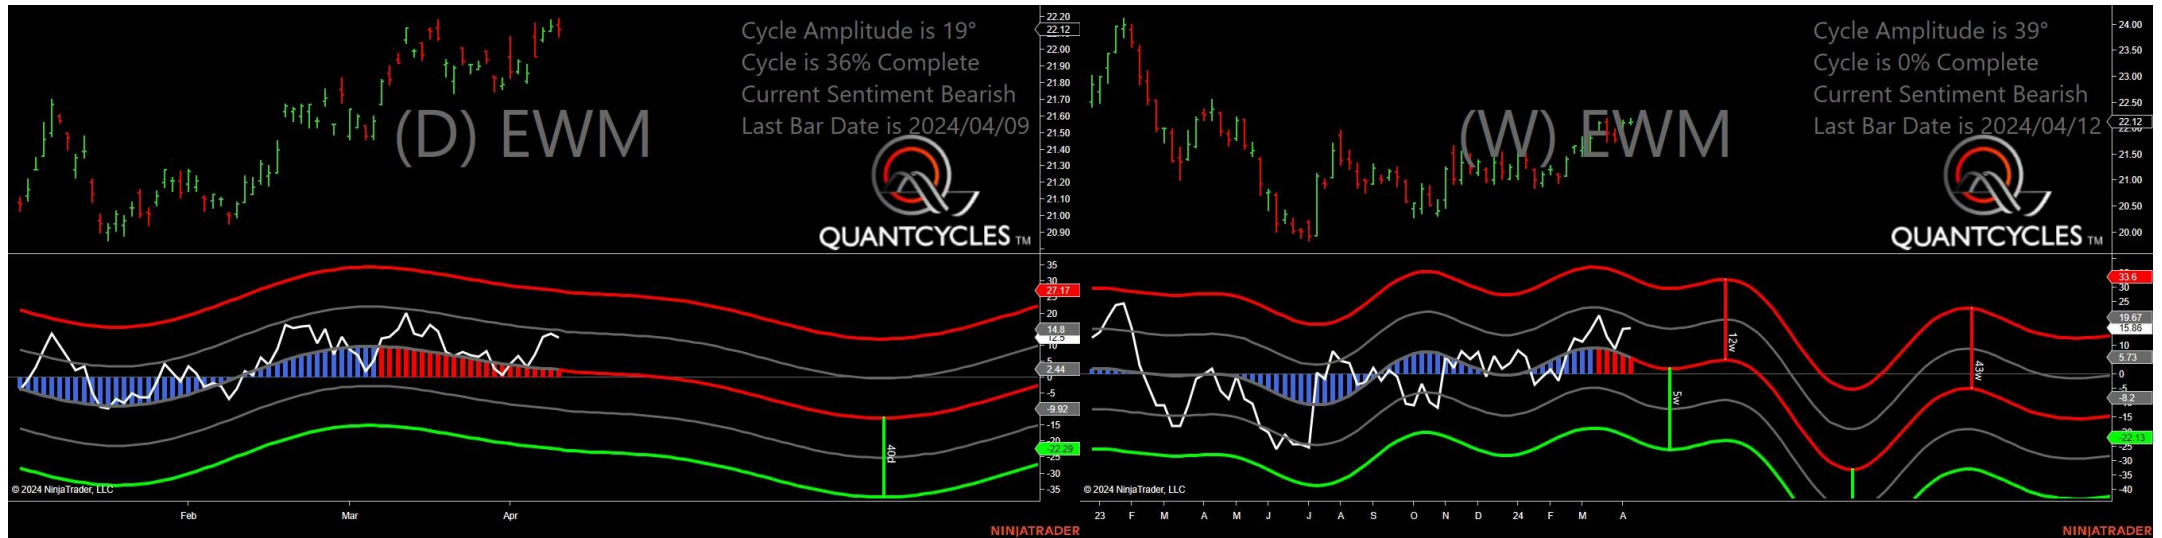 Cycle Amplitude is 19°
Cycle is 36% Complete
Current Sentiment Bearish
Last Bar Date is 2024/04/09
(D) EWM
QUANTCYCLES TM
22.20
22.12
22.00
21.90
21.80
21.70
21.60
21.50
21.40
21.30
21.20
21.10
21.00
20.90
35
30
27.17
25
20
14.8
12.5
10
5
2.44
0
-5
-9.92
-15
-20
-22.29
-25
-30
-35
40d
© 2024 NinjaTrader, LLC
Feb Mar Apr
NINJATRADER
Cycle Amplitude is 39°
Cycle is 0% Complete
Current Sentiment Bearish
Last Bar Date is 2024/04/12
(W) EWM
QUANTCYCLES TM
24.00
23.50
23.00
22.50
22.12
22.00
21.50
21.00
20.50
20.00
33.6
30
25
19.67
15.86
10
5.73
0
-5
-8.2
-15
-22.13
-25
-30
-35
-40
12w
5w
43w
© 2024 NinjaTrader, LLC
23 F M A M J J A S O N D 24 F M A
NINJATRADER